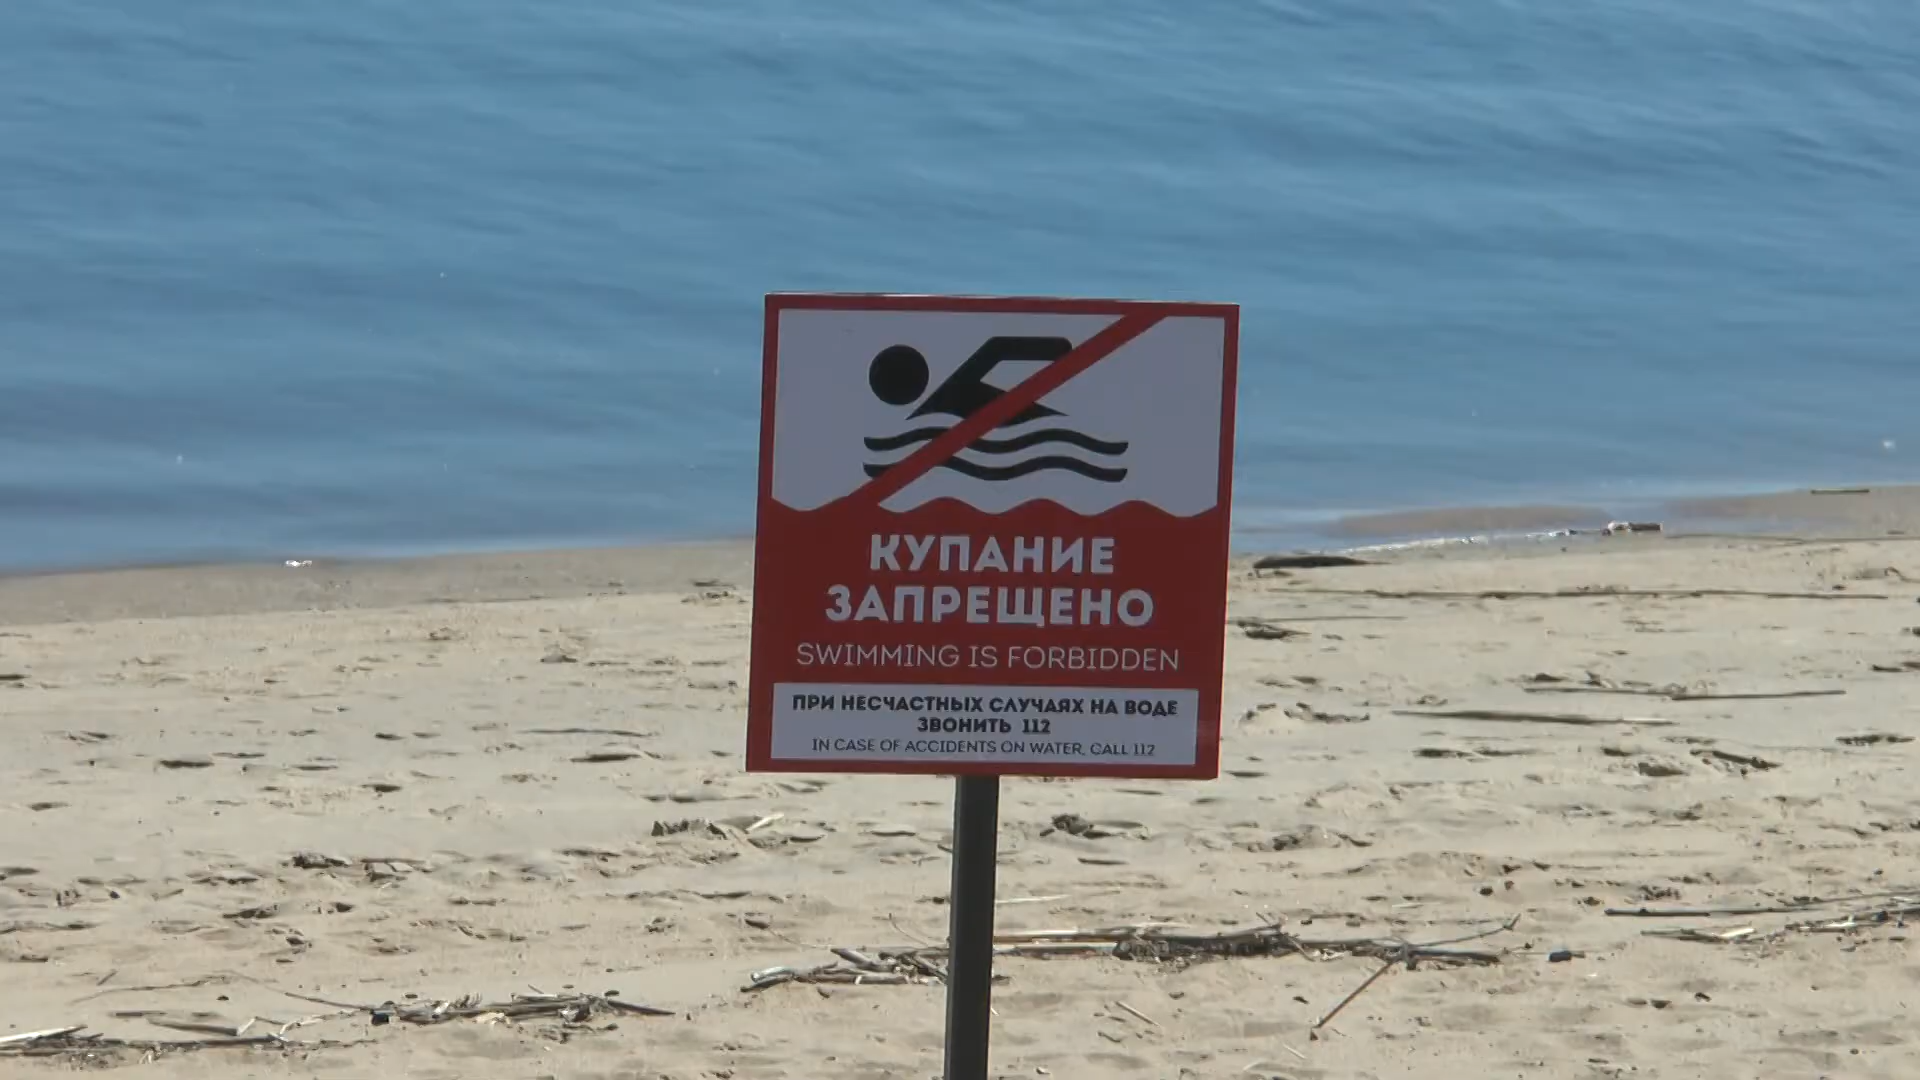 КУПАНИЕ
ЗАПРЕЩЕНО
SWIMMING IS FORBIDDEN
ПРИ НЕСЧАСТНЫХ СЛУЧАЯХ НА ВОДЕ
ЗВОНИТЬ 112
IN CASE OF ACCIDENTS ON WATER, CALL 112